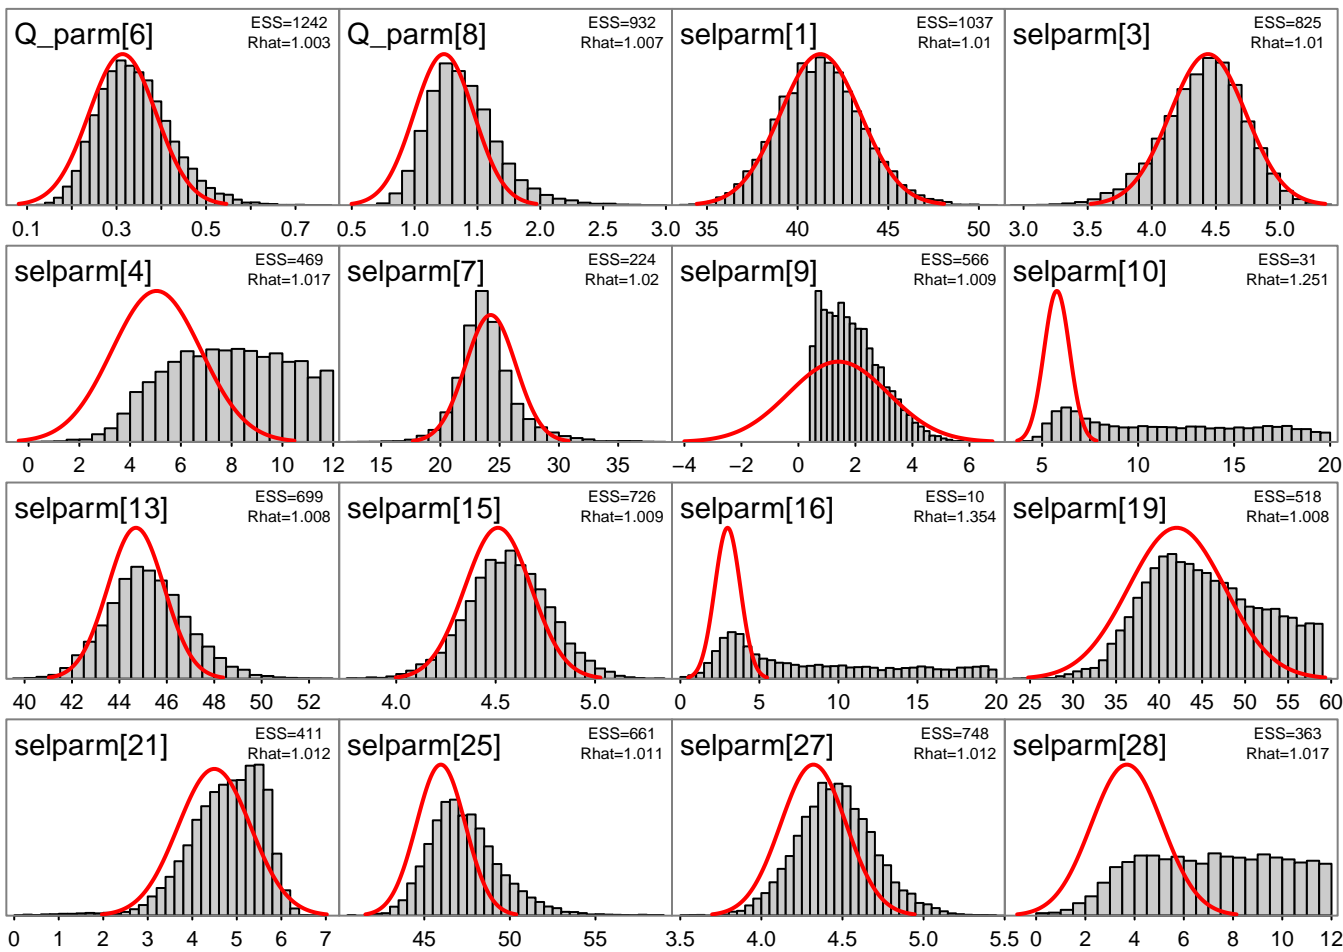 Q_parm[6]
ESS=1242
Rhat=1.003
0.1 0.3 0.5 0.7
Q_parm[8]
ESS=932
Rhat=1.007
0.5 1.0 1.5 2.0 2.5 3.0
selparm[1]
ESS=1037
Rhat=1.01
35 40 45 50
selparm[3]
ESS=825
Rhat=1.01
3.0 3.5 4.0 4.5 5.0
selparm[4]
ESS=469
Rhat=1.017
0 2 4 6 8 10 12
selparm[7]
ESS=224
Rhat=1.02
15 20 25 30 35
selparm[9]
ESS=566
Rhat=1.009
−4 −2 0 2 4 6
selparm[10]
ESS=31
Rhat=1.251
5 10 15 20
selparm[13]
ESS=699
Rhat=1.008
40 42 44 46 48 50 52
selparm[15]
ESS=726
Rhat=1.009
4.0 4.5 5.0
selparm[16]
ESS=10
Rhat=1.354
0 5 10 15 20
selparm[19]
ESS=518
Rhat=1.008
25 30 35 40 45 50 55 60
selparm[21]
ESS=411
Rhat=1.012
0 1 2 3 4 5 6 7
selparm[25]
ESS=661
Rhat=1.011
45 50 55
selparm[27]
ESS=748
Rhat=1.012
3.5 4.0 4.5 5.0 5.5
selparm[28]
ESS=363
Rhat=1.017
0 2 4 6 8 10 12